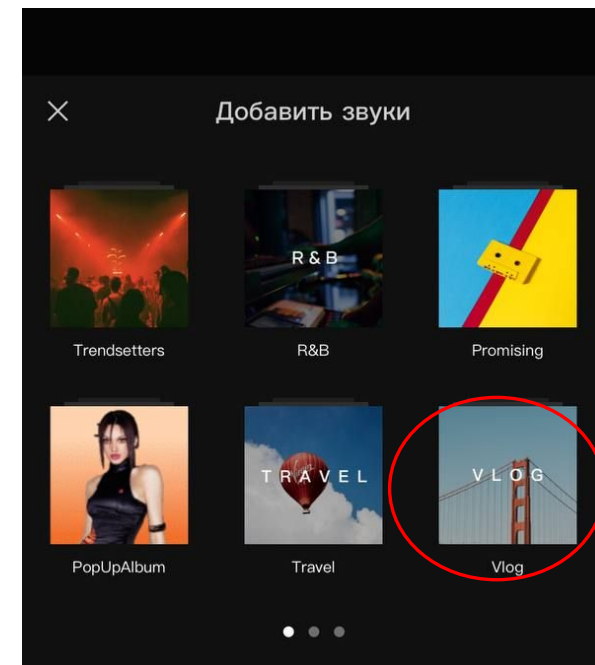 Добавить звуки
R & B
Trendsetters
R&B
Promising
TRAVEL
VLOG
PopUpAlbum
Travel
Vlog